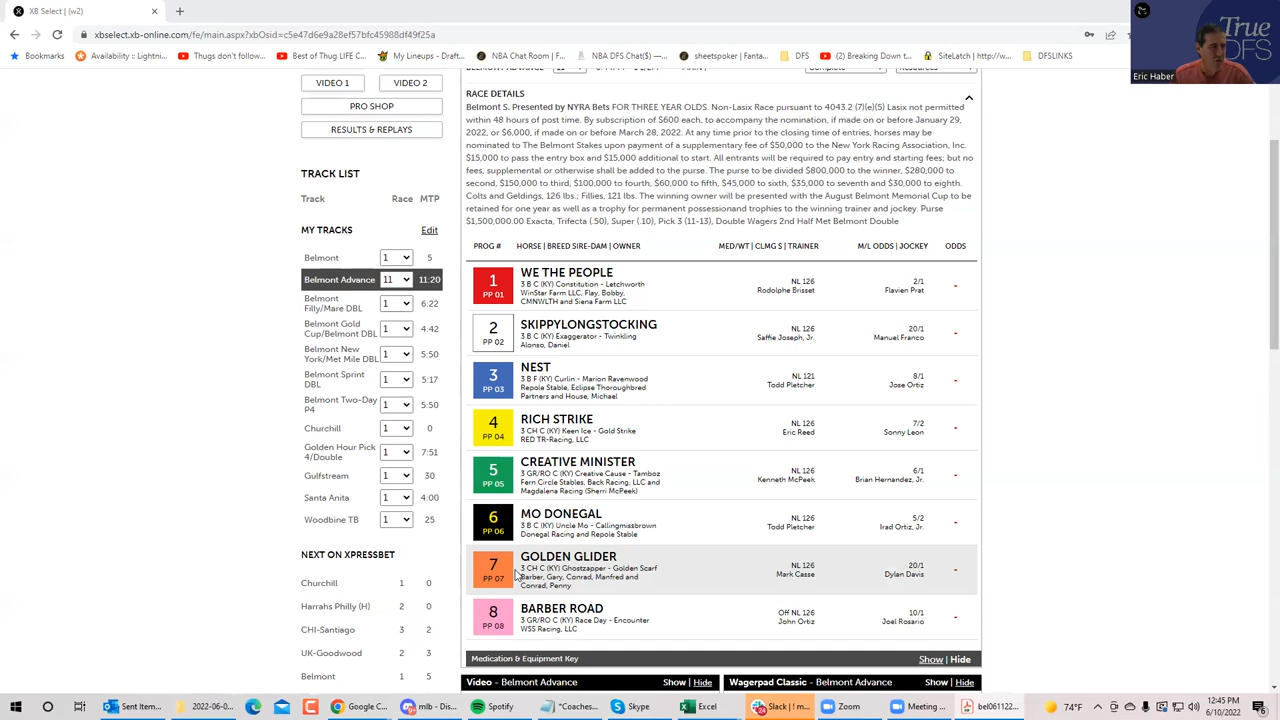 XB Select | (w2)
xbselect.xb-online.com/fe/main.aspx?xbOsid=c5e47d6e9a28ef57bfc45988df49f25a
Bookmarks
Availability :: Lightni...
Thugs don't follow...
Best of Thug LIFE C...
My Lineups - Draft...
NBA Chat Room | F...
NBA DFS Chat($) —...
sheetspoker | Fanta...
DFS
(2) Breaking Down t...
SiteLatch | http://w...
DFSLINKS
True
DFS
Eric Haber
VIDEO 1
VIDEO 2
PRO SHOP
RESULTS & REPLAYS
TRACK LIST
Track Race MTP
MY TRACKS Edit
Belmont 1 5
Belmont Advance 11 11:20
Belmont
Filly/Mare DBL 1 6:22
Belmont Gold
Cup/Belmont DBL 1 4:42
Belmont New
York/Met Mile DBL 1 5:50
Belmont Sprint
DBL 1 5:17
Belmont Two-Day
P4 1 5:50
Churchill 1 0
Golden Hour Pick
4/Double 1 7:51
Gulfstream 1 30
Santa Anita 1 4:00
Woodbine TB 1 25
NEXT ON XPRESSBET
Churchill 1 0
Harrahs Philly (H) 2 0
CHI-Santiago 3 2
UK-Goodwood 2 3
Belmont 1 5
RACE DETAILS
Belmont S. Presented by NYRA Bets FOR THREE YEAR OLDS. Non-Lasix Race pursuant to 4043.2 (7)(e)(5) Lasix not permitted
within 48 hours of post time. By subscription of $600 each, to accompany the nomination, if made on or before January 29,
2022, or $6,000, if made on or before March 28, 2022. At any time prior to the closing time of entries, horses may be
nominated to The Belmont Stakes upon payment of a supplementary fee of $50,000 to the New York Racing Association, Inc.
$15,000 to pass the entry box and $15,000 additional to start. All entrants will be required to pay entry and starting fees; but no
fees, supplemental or otherwise shall be added to the purse. The purse to be divided $800,000 to the winner, $280,000 to
second, $150,000 to third, $100,000 to fourth, $60,000 to fifth, $45,000 to sixth, $35,000 to seventh and $30,000 to eighth.
Colts and Geldings, 126 lbs.; Fillies, 121 lbs. The winning owner will be presented with the August Belmont Memorial Cup to be
retained for one year as well as a trophy for permanent possessionand trophies to the winning trainer and jockey. Purse
$1,500,000.00 Exacta, Trifecta (.50), Super (.10), Pick 3 (11-13), Double Wagers 2nd Half Met Belmont Double
PROG # HORSE | BREED SIRE-DAM | OWNER MED/WT | CLMG $ | TRAINER M/L ODDS | JOCKEY ODDS
1 PP 01
WE THE PEOPLE
3 B C (KY) Constitution - Letchworth NL 126 2/1
WinStar Farm LLC, Flay, Bobby, Rodolphe Brisset Flavien Prat -
CMNWLTH and Siena Farm LLC
2 PP 02
SKIPPYLONGSTOCKING
3 B C (KY) Exaggerator - Twinkling NL 126 20/1
Alonso, Daniel Saffie Joseph, Jr. Manuel Franco -
3 PP 03
NEST
3 B F (KY) Curlin - Marion Ravenwood NL 121 8/1
Repole Stable, Eclipse Thoroughbred Todd Pletcher Jose Ortiz -
Partners and House, Michael
4 PP 04
RICH STRIKE
3 CH C (KY) Keen Ice - Gold Strike NL 126 7/2
RED TR-Racing, LLC Eric Reed Sonny Leon -
5 PP 05
CREATIVE MINISTER
3 GR/RO C (KY) Creative Cause - Tamboz NL 126 6/1
Fern Circle Stables, Back Racing, LLC and Kenneth McPeek Brian Hernandez, Jr. -
Magdalena Racing (Sherri McPeek)
6 PP 06
MO DONEGAL
3 B C (KY) Uncle Mo - Callingmissbrown NL 126 5/2
Donegal Racing and Repole Stable Todd Pletcher Irad Ortiz, Jr. -
7 PP 07
GOLDEN GLIDER
3 CH C (KY) Ghostzapper - Golden Scarf NL 126 20/1
Barber, Gary, Conrad, Manfred and Mark Casse Dylan Davis -
Conrad, Penny
8 PP 08
BARBER ROAD
3 GR/RO C (KY) Race Day - Encounter Off NL 126 10/1
WSS Racing, LLC John Ortiz Joel Rosario -
Medication & Equipment Key Show | Hide
Video - Belmont Advance Show | Hide
Wagerpad Classic - Belmont Advance Show | Hide
Sent Item...
2022-06-0...
Google C...
mlb - Disc...
Spotify
*Coaches...
Skype
Excel
24
Slack | ! m...
Zoom
Meeting ...
bel061122...
74°F
12:45 PM
6/10/2022
6